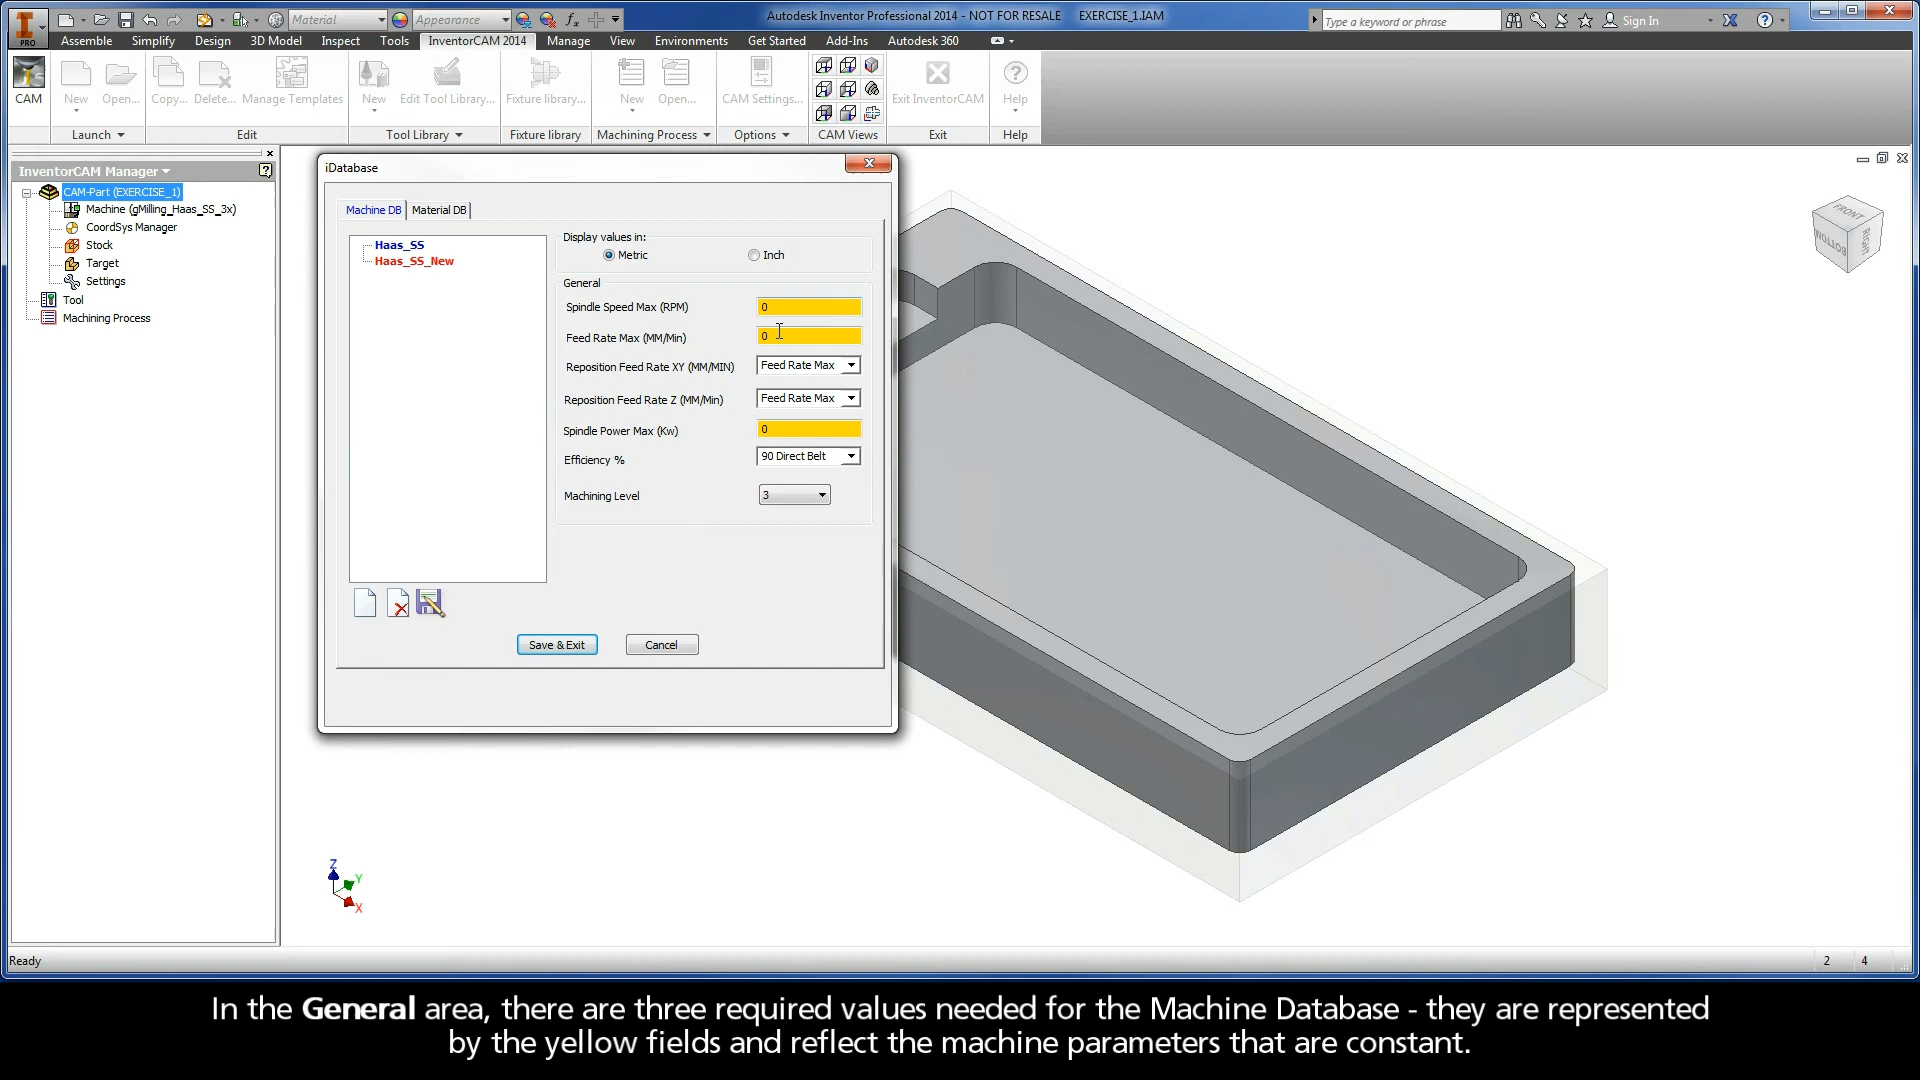 Material
Appearance
Autodesk Inventor Professional 2014 - NOT FOR RESALE EXERCISE_1.IAM
Type a keyword or phrase
Sign In
PRO
Assemble Simplify Design 3D Model Inspect Tools InventorCAM 2014 Manage View Environments Get Started Add-Ins Autodesk 360
CAM New Open... Copy... Delete... Manage Templates New Edit Tool Library... Fixture library... New Open... CAM Settings... Exit InventorCAM Help
Launch Edit Tool Library Fixture library Machining Process Options CAM Views Exit Help
InventorCAM Manager
CAM-Part (EXERCISE_1)
Machine (gMilling_Haas_SS_3x)
CoordSys Manager
Stock
Target
Settings
Tool
Machining Process
iDatabase
Machine DB Material DB
Haas_SS
Haas_SS_New
Display values in:
Metric Inch
General
Spindle Speed Max (RPM) 0
Feed Rate Max (MM/Min) 0
Reposition Feed Rate XY (MM/MIN) Feed Rate Max
Reposition Feed Rate Z (MM/Min) Feed Rate Max
Spindle Power Max (Kw) 0
Efficiency % 90 Direct Belt
Machining Level 3
Save & Exit Cancel
FRONT
BOTTOM
RIGHT
Z
Y
X
Ready 2 4
In the General area, there are three required values needed for the Machine Database - they are represented
by the yellow fields and reflect the machine parameters that are constant.